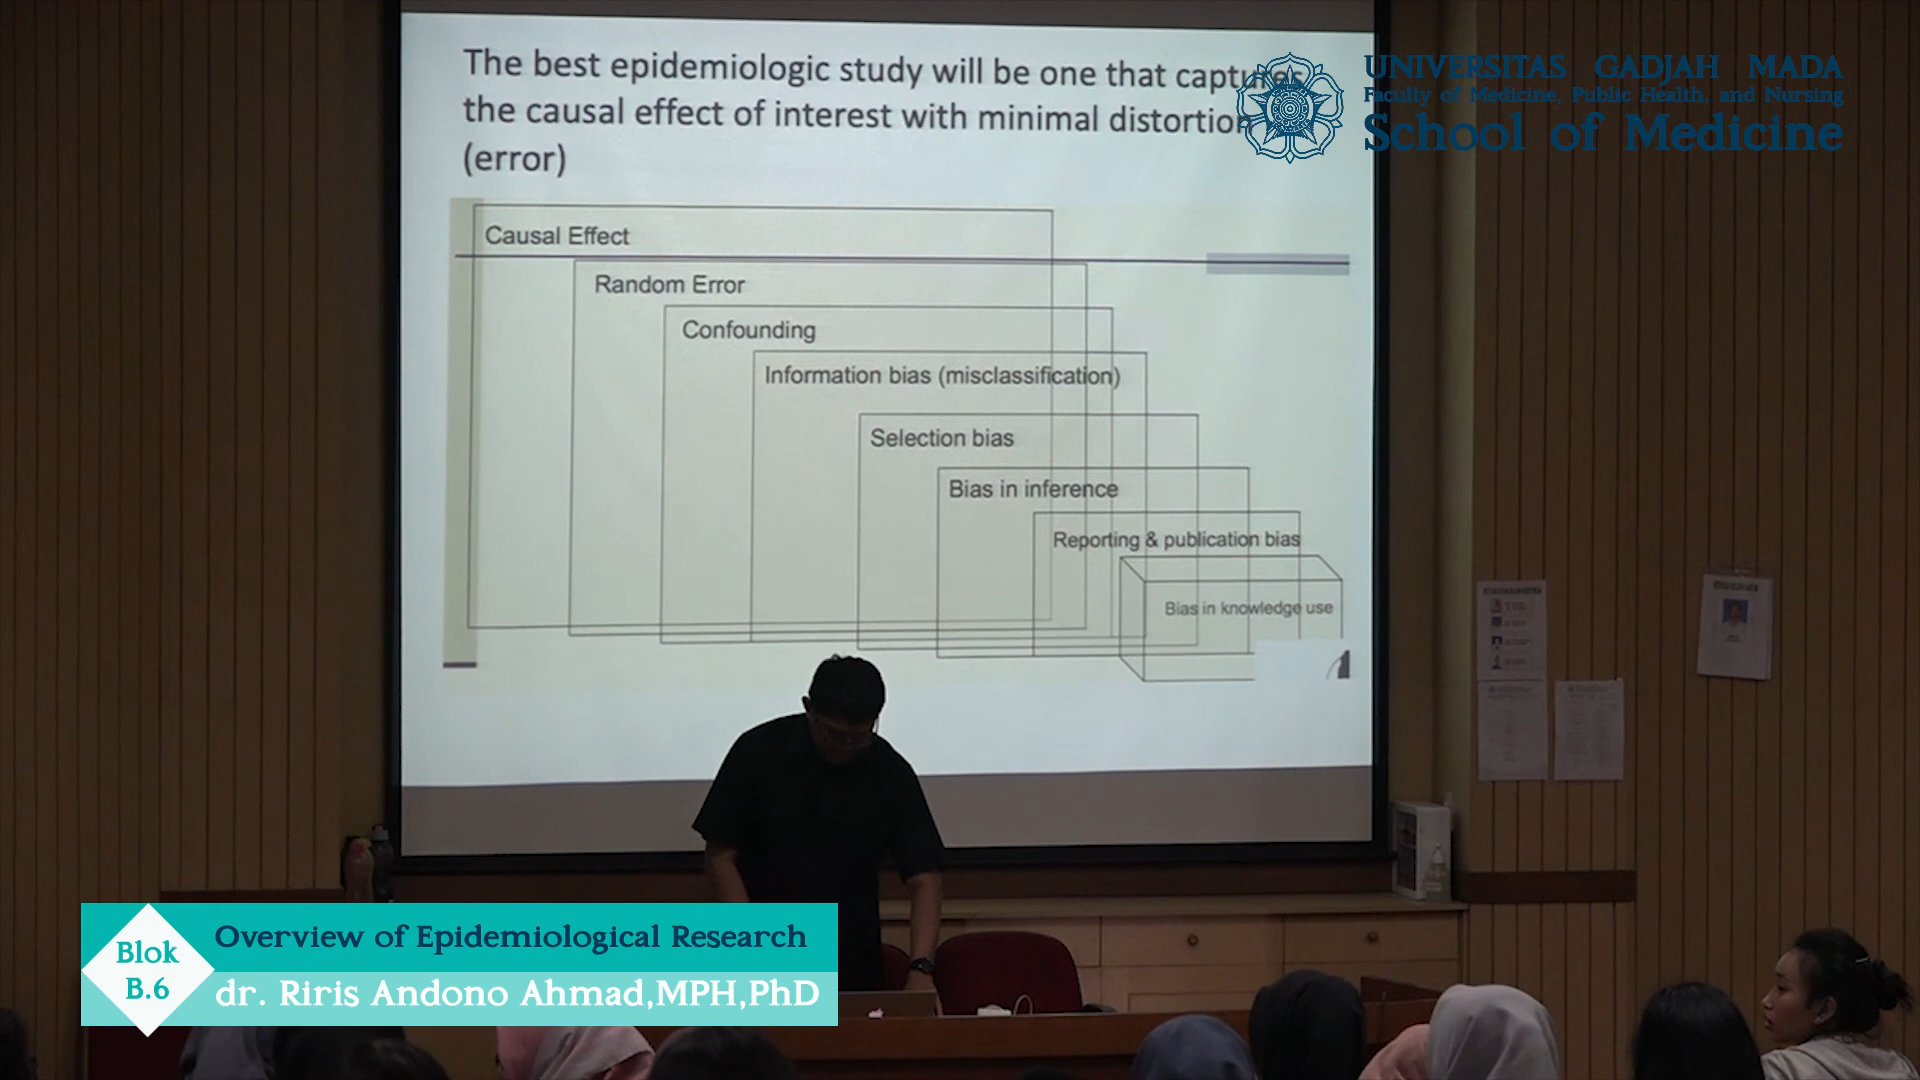 The best epidemiologic study will be one that captures
the causal effect of interest with minimal distortion
(error)
UNIVERSITAS GADJAH MADA
Faculty of Medicine, Public Health, and Nursing
School of Medicine
Causal Effect
Random Error
Confounding
Information bias (misclassification)
Selection bias
Bias in inference
Reporting & publication bias
Bias in knowledge use
Blok
B.6
Overview of Epidemiological Research
dr. Riris Andono Ahmad,MPH,PhD